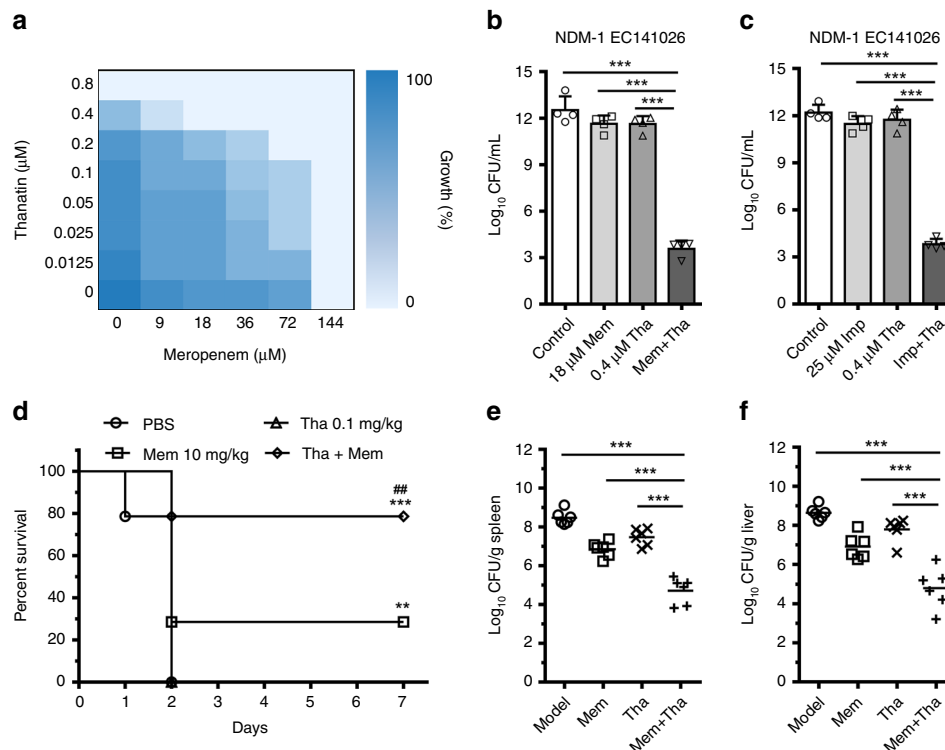 a
0.8
0.4
0.2
0.1
0.05
0.025
0.0125
0
Thanatin (μM)
0 9 18 36 72 144
Meropenem (μM)
100
0
Growth (%)
b
NDM-1 EC141026
***
***
***
15
12
9
6
3
0
Log10 CFU/mL
Control
18 μM Mem
0.4 μM Tha
Mem+Tha
c
NDM-1 EC141026
***
***
***
15
12
9
6
3
0
Log10 CFU/mL
Control
25 μM Imp
0.4 μM Tha
Imp+Tha
d
PBS
Tha 0.1 mg/kg
Mem 10 mg/kg
Tha + Mem
100
80
60
40
20
0
Percent survival
##
***
**
0 1 2 3 4 5 6 7
Days
e
***
***
***
12
10
8
6
4
2
0
Log10 CFU/g spleen
Model
Mem
Tha
Mem+Tha
f
***
***
***
12
10
8
6
4
2
0
Log10 CFU/g liver
Model
Mem
Tha
Mem+Tha